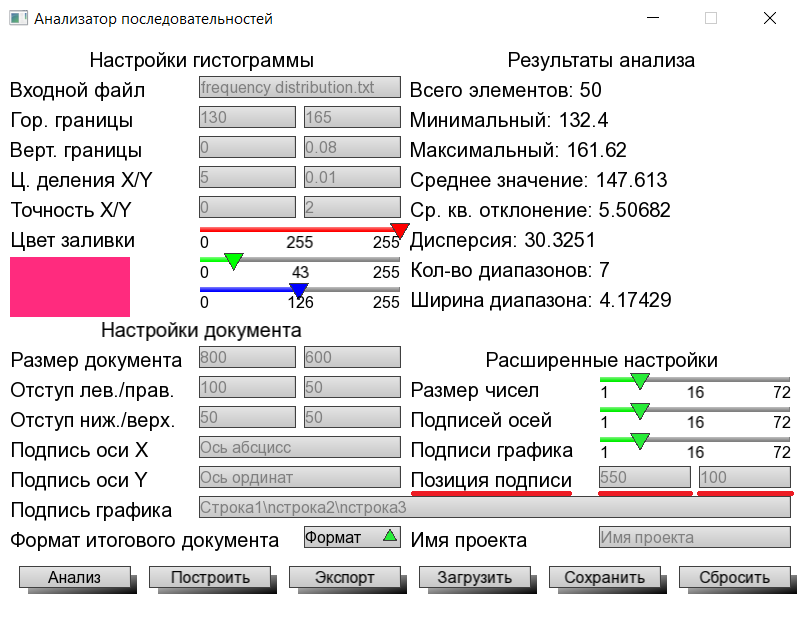 Анализатор последовательностей
Настройки гистограммы
Входной файл frequency distribution.txt
Гор. границы 130 165
Верт. границы 0 0.08
Ц. деления X/Y 5 0.01
Точность X/Y 0 2
Цвет заливки
0 255 255
0 43 255
0 126 255
Результаты анализа
Всего элементов: 50
Минимальный: 132.4
Максимальный: 161.62
Среднее значение: 147.613
Ср. кв. отклонение: 5.50682
Дисперсия: 30.3251
Кол-во диапазонов: 7
Ширина диапазона: 4.17429
Настройки документа
Размер документа 800 600
Отступ лев./прав. 100 50
Отступ ниж./верх. 50 50
Подпись оси X Ось абсцисс
Подпись оси Y Ось ординат
Расширенные настройки
Размер чисел 1 16 72
Подписей осей 1 16 72
Подписи графика 1 16 72
Позиция подписи 550 100
Подпись графика Строка1\nстрока2\nстрока3
Формат итогового документа Формат Имя проекта Имя проекта
Анализ Построить Экспорт Загрузить Сохранить Сбросить